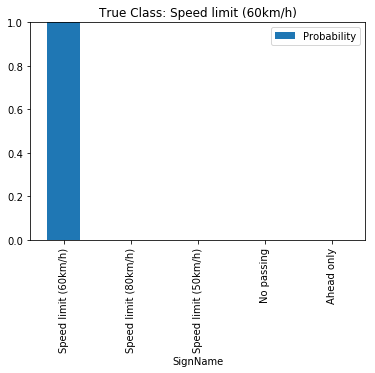 True Class: Speed limit (60km/h)
Probability
1.0
0.8
0.6
0.4
0.2
0.0
Speed limit (60km/h)
Speed limit (80km/h)
Speed limit (50km/h)
No passing
Ahead only
SignName